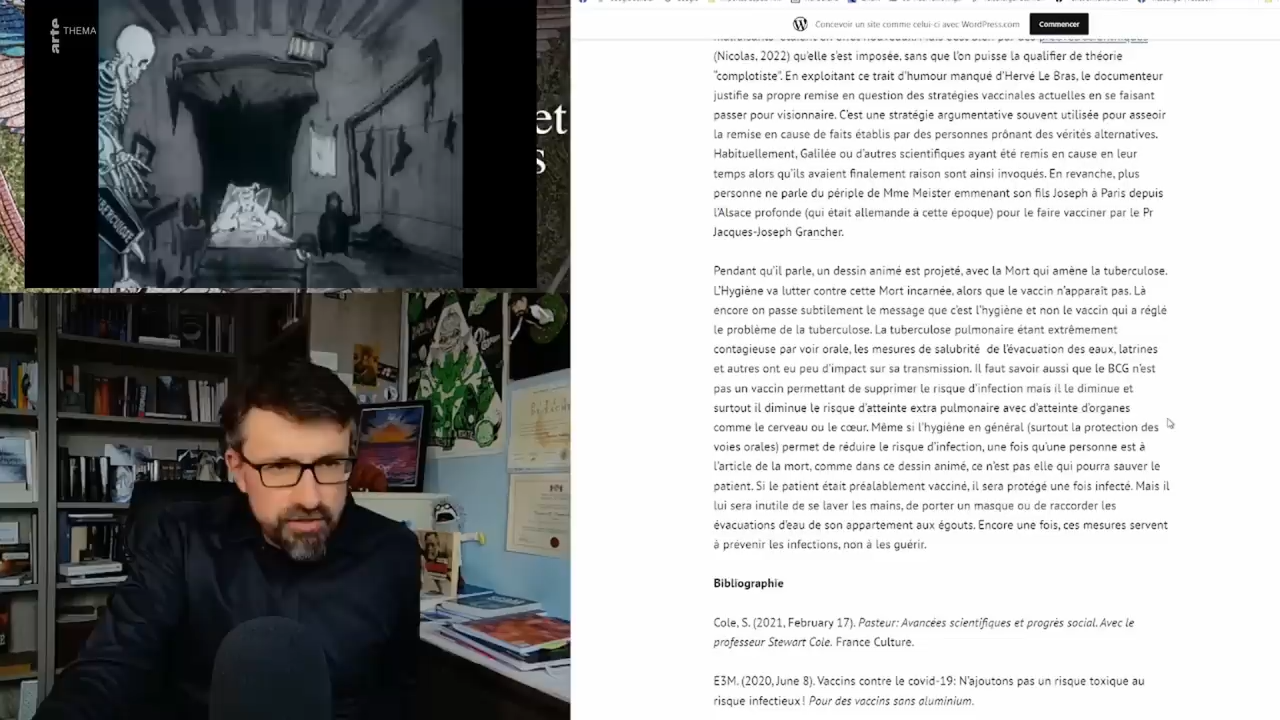 arte
THEMA
et
s
Concevoir un site comme celui-ci avec WordPress.com
Commencer
(Nicolas, 2022) qu'elle s'est imposée, sans que l'on puisse la qualifier de théorie
"complotiste". En exploitant ce trait d'humour manqué d'Hervé Le Bras, le documenteur
justifie sa propre remise en question des stratégies vaccinales actuelles en se faisant
passer pour visionnaire. C'est une stratégie argumentative souvent utilisée pour asseoir
la remise en cause de faits établis par des personnes prônant des vérités alternatives.
Habituellement, Galilée ou d'autres scientifiques ayant été remis en cause en leur
temps alors qu'ils avaient finalement raison sont ainsi invoqués. En revanche, plus
personne ne parle du périple de Mme Meister emmenant son fils Joseph à Paris depuis
l'Alsace profonde (qui était allemande à cette époque) pour le faire vacciner par le Pr
Jacques-Joseph Grancher.
Pendant qu'il parle, un dessin animé est projeté, avec la Mort qui amène la tuberculose.
L'Hygiène va lutter contre cette Mort incarnée, alors que le vaccin n'apparaît pas. Là
encore on passe subtilement le message que c'est l'hygiène et non le vaccin qui a réglé
le problème de la tuberculose. La tuberculose pulmonaire étant extrêmement
contagieuse par voir orale, les mesures de salubrité de l'évacuation des eaux, latrines
et autres ont eu peu d'impact sur sa transmission. Il faut savoir aussi que le BCG n'est
pas un vaccin permettant de supprimer le risque d'infection mais il le diminue et
surtout il diminue le risque d'atteinte extra pulmonaire avec d'atteinte d'organes
comme le cerveau ou le cœur. Même si l'hygiène en général (surtout la protection des
voies orales) permet de réduire le risque d'infection, une fois qu'une personne est à
l'article de la mort, comme dans ce dessin animé, ce n'est pas elle qui pourra sauver le
patient. Si le patient était préalablement vacciné, il sera protégé une fois infecté. Mais il
lui sera inutile de se laver les mains, de porter un masque ou de raccorder les
évacuations d'eau de son appartement aux égouts. Encore une fois, ces mesures servent
à prévenir les infections, non à les guérir.
Bibliographie
Cole, S. (2021, February 17). Pasteur: Avancées scientifiques et progrès social. Avec le
professeur Stewart Cole. France Culture.
E3M. (2020, June 8). Vaccins contre le covid-19: N'ajoutons pas un risque toxique au
risque infectieux! Pour des vaccins sans aluminium.